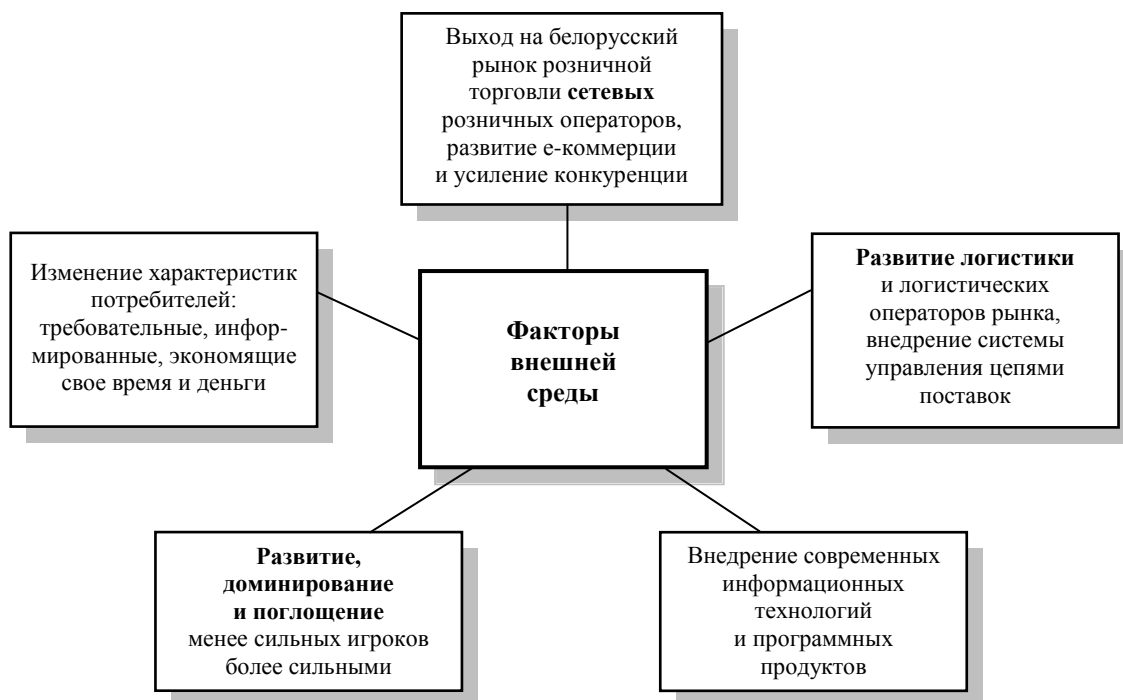 Выход на белорусский
рынок розничной
торговли сетевых
розничных операторов,
развитие е-коммерции
и усиление конкуренции
Изменение характеристик
потребителей:
требовательные, инфор-
мированные, экономящие
свое время и деньги
Факторы
внешней
среды
Развитие логистики
и логистических
операторов рынка,
внедрение системы
управления цепями
поставок
Развитие,
доминирование
и поглощение
менее сильных игроков
более сильными
Внедрение современных
информационных
технологий
и программных
продуктов